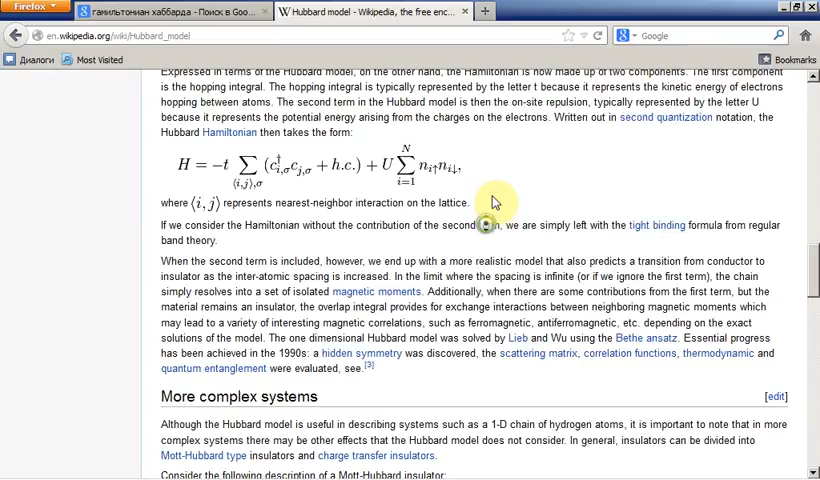 Firefox
гамильтониан хаббарда - Поиск в Goo...
Hubbard model - Wikipedia, the free enc...
en.wikipedia.org/wiki/Hubbard_model
Google
Диалоги
Most Visited
Bookmarks
Expressed in terms of the Hubbard model, on the other hand, the Hamiltonian is now made up of two components. The first component
is the hopping integral. The hopping integral is typically represented by the letter t because it represents the kinetic energy of electrons
hopping between atoms. The second term in the Hubbard model is then the on-site repulsion, typically represented by the letter U
because it represents the potential energy arising from the charges on the electrons. Written out in second quantization notation, the
Hubbard Hamiltonian then takes the form:
H = −t ∑⟨i,j⟩,σ (c†i,σ cj,σ + h.c.) + U ∑i=1N ni↑ni↓,
where ⟨i, j⟩ represents nearest-neighbor interaction on the lattice.
If we consider the Hamiltonian without the contribution of the second , we are simply left with the tight binding formula from regular
band theory.
When the second term is included, however, we end up with a more realistic model that also predicts a transition from conductor to
insulator as the inter-atomic spacing is increased. In the limit where the spacing is infinite (or if we ignore the first term), the chain
simply resolves into a set of isolated magnetic moments. Additionally, when there are some contributions from the first term, but the
material remains an insulator, the overlap integral provides for exchange interactions between neighboring magnetic moments which
may lead to a variety of interesting magnetic correlations, such as ferromagnetic, antiferromagnetic, etc. depending on the exact
solutions of the model. The one dimensional Hubbard model was solved by Lieb and Wu using the Bethe ansatz. Essential progress
has been achieved in the 1990s: a hidden symmetry was discovered, the scattering matrix, correlation functions, thermodynamic and
quantum entanglement were evaluated, see.[3]
More complex systems
[edit]
Although the Hubbard model is useful in describing systems such as a 1-D chain of hydrogen atoms, it is important to note that in more
complex systems there may be other effects that the Hubbard model does not consider. In general, insulators can be divided into
Mott-Hubbard type insulators and charge transfer insulators.
Consider the following description of a Mott-Hubbard insulator: